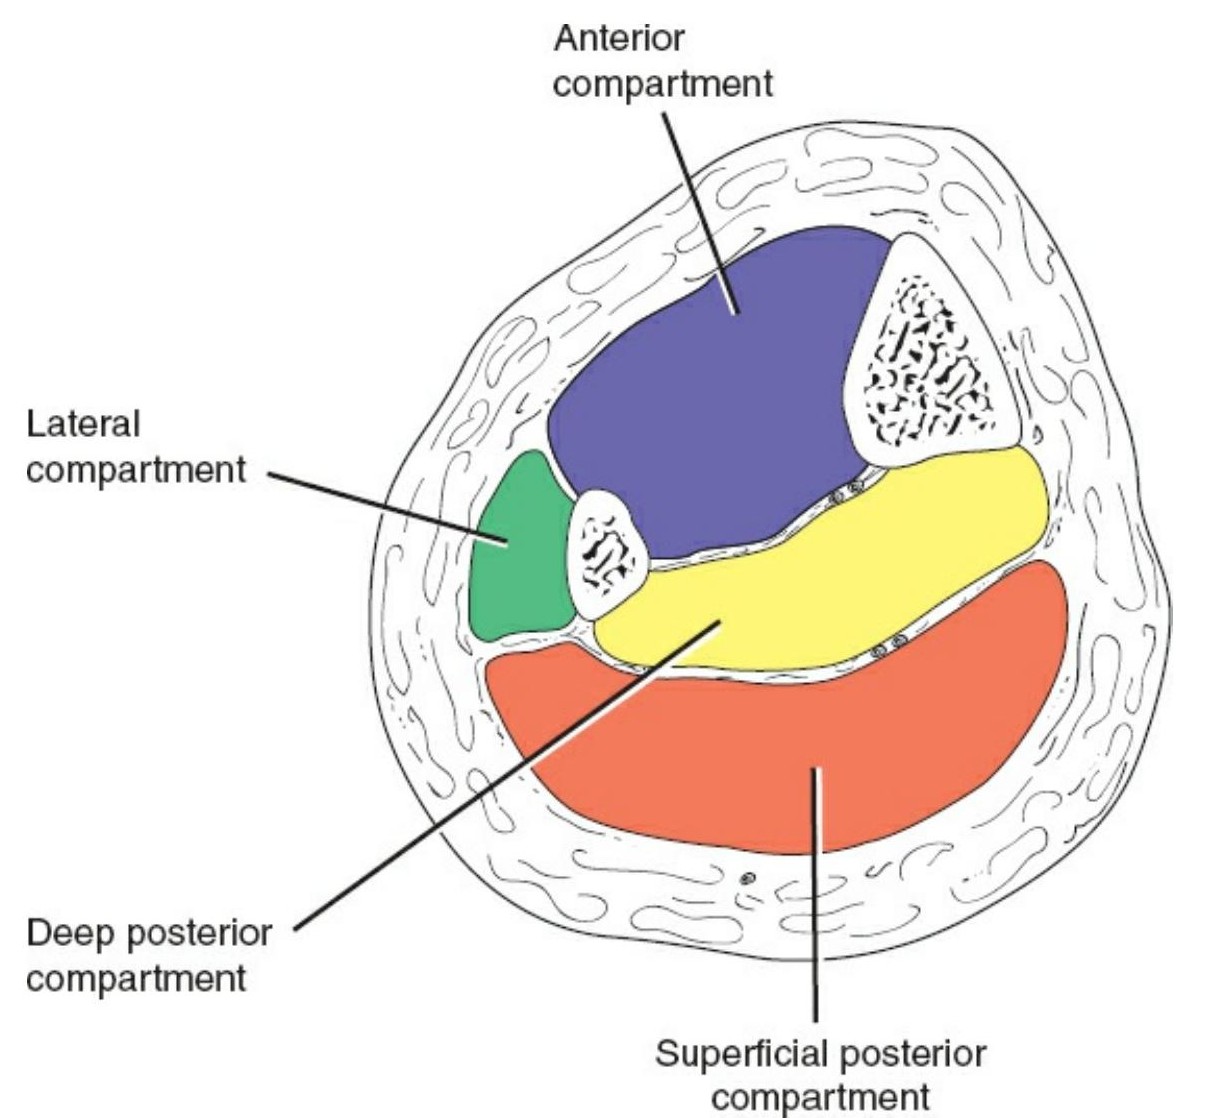 Anterior
compartment
Lateral
compartment
Deep posterior
compartment
Superficial posterior
compartment